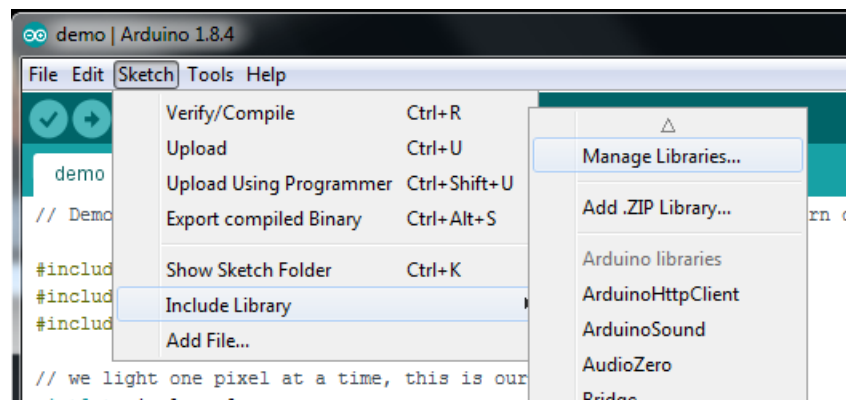 demo | Arduino 1.8.4
File Edit Sketch Tools Help
Verify/Compile Ctrl+R
Upload Ctrl+U
Upload Using Programmer Ctrl+Shift+U
Export compiled Binary Ctrl+Alt+S
Show Sketch Folder Ctrl+K
Include Library
Add File...
Manage Libraries...
Add .ZIP Library...
Arduino libraries
ArduinoHttpClient
ArduinoSound
AudioZero
Bridge
demo
// Demo
#includ
#includ
#includ
// we light one pixel at a time, this is our